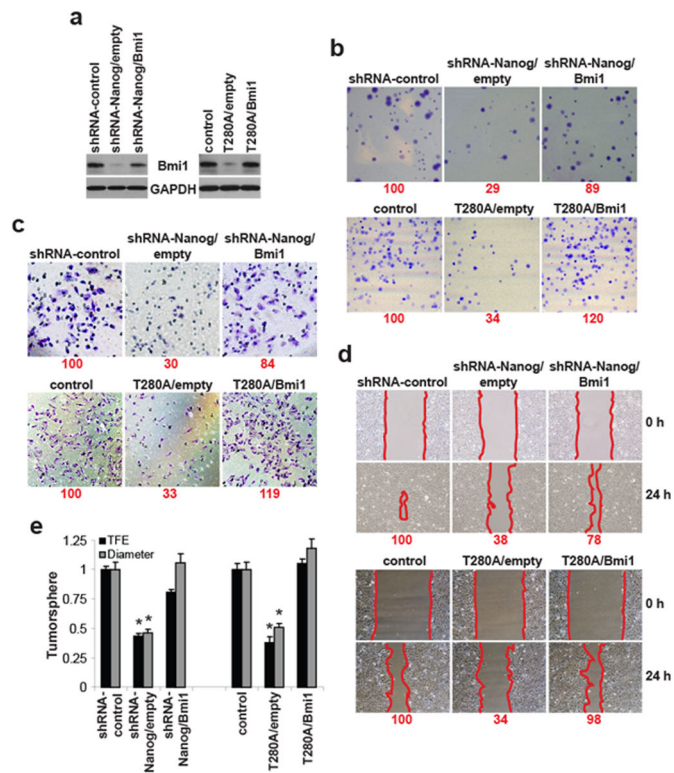 a
shRNA-control
shRNA-Nanog/empty
shRNA-Nanog/Bmi1
control
T280A/empty
T280A/Bmi1
Bmi1
GAPDH
b
shRNA-control
shRNA-Nanog/
empty
shRNA-Nanog/
Bmi1
100
29
89
control
T280A/empty
T280A/Bmi1
100
34
120
c
shRNA-control
shRNA-Nanog/
empty
shRNA-Nanog/
Bmi1
100
30
84
control
T280A/empty
T280A/Bmi1
100
33
119
d
shRNA-control
shRNA-Nanog/
empty
shRNA-Nanog/
Bmi1
0 h
24 h
100
38
78
control
T280A/empty
T280A/Bmi1
0 h
24 h
100
34
98
e
TFE
Diameter
Tumorsphere
1.25
1
0.75
0.5
0.25
0
* *
* *
shRNA-
control
shRNA-
Nanog/empty
shRNA-
Nanog/Bmi1
control
T280A/empty
T280A/Bmi1